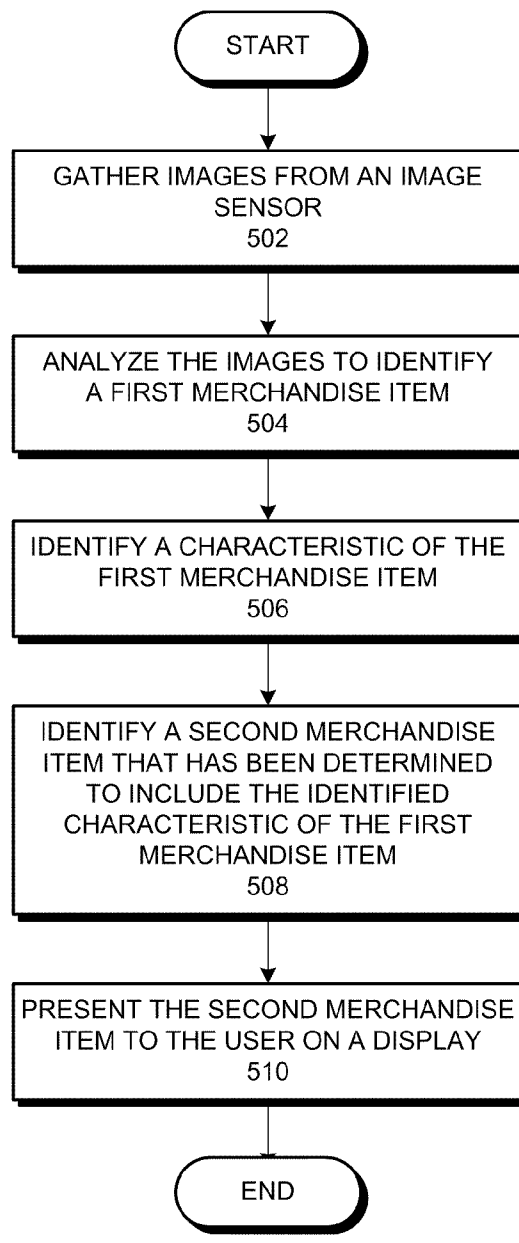 START
GATHER IMAGES FROM AN IMAGE
SENSOR
502
ANALYZE THE IMAGES TO IDENTIFY
A FIRST MERCHANDISE ITEM
504
IDENTIFY A CHARACTERISTIC OF THE
FIRST MERCHANDISE ITEM
506
IDENTIFY A SECOND MERCHANDISE
ITEM THAT HAS BEEN DETERMINED
TO INCLUDE THE IDENTIFIED
CHARACTERISTIC OF THE FIRST
MERCHANDISE ITEM
508
PRESENT THE SECOND MERCHANDISE
ITEM TO THE USER ON A DISPLAY
510
END